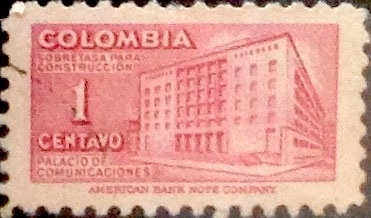 COLOMBIA
SOBRETASA PARA
CONSTRUCCION
1
CENTAVO
PALACIO DE
COMUNICACIONES
AMERICAN BANK NOTE COMPANY